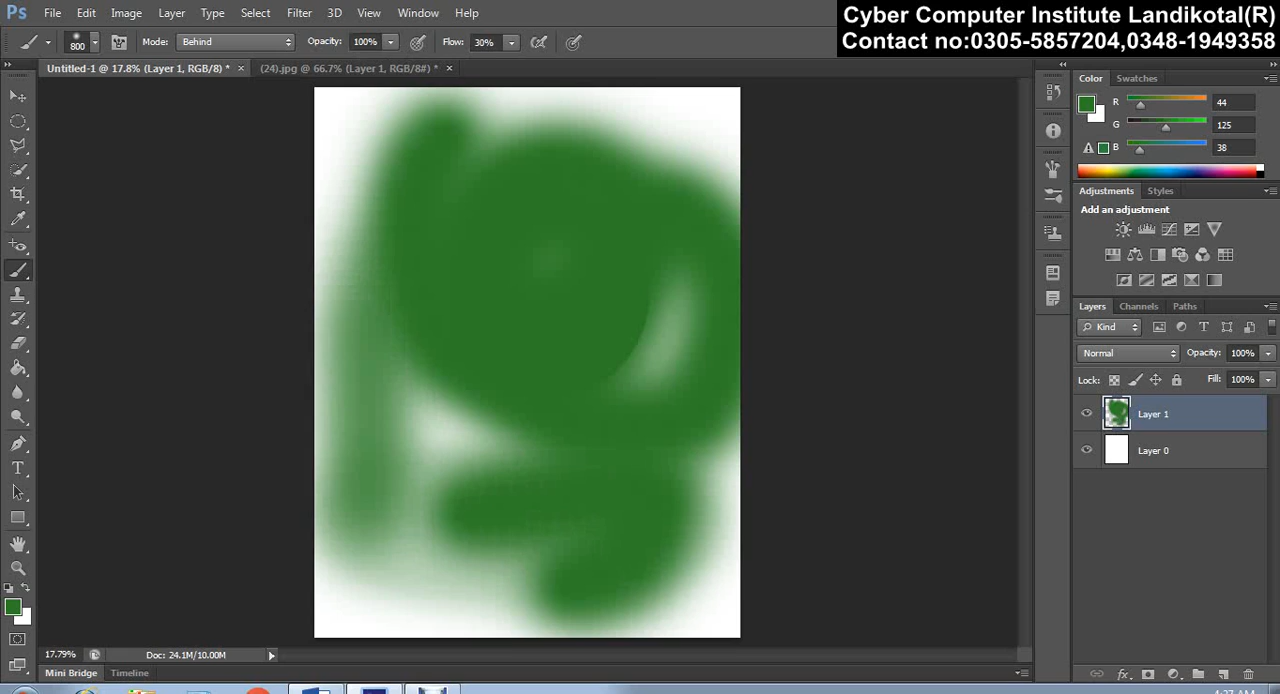 Ps File Edit Image Layer Type Select Filter 3D View Window Help
Cyber Computer Institute Landikotal(R)
Contact no:0305-5857204,0348-1949358
800 Mode: Behind Opacity: 100% Flow: 30%
Untitled-1 @ 17.8% (Layer 1, RGB/8) * × (24).jpg @ 66.7% (Layer 1, RGB/8#) * ×
Color Swatches
R 44
G 125
B 38
Adjustments Styles
Add an adjustment
Layers Channels Paths
Kind
Normal Opacity: 100%
Lock: Fill: 100%
Layer 1
Layer 0
17.79% Doc: 24.1M/10.00M
Mini Bridge Timeline